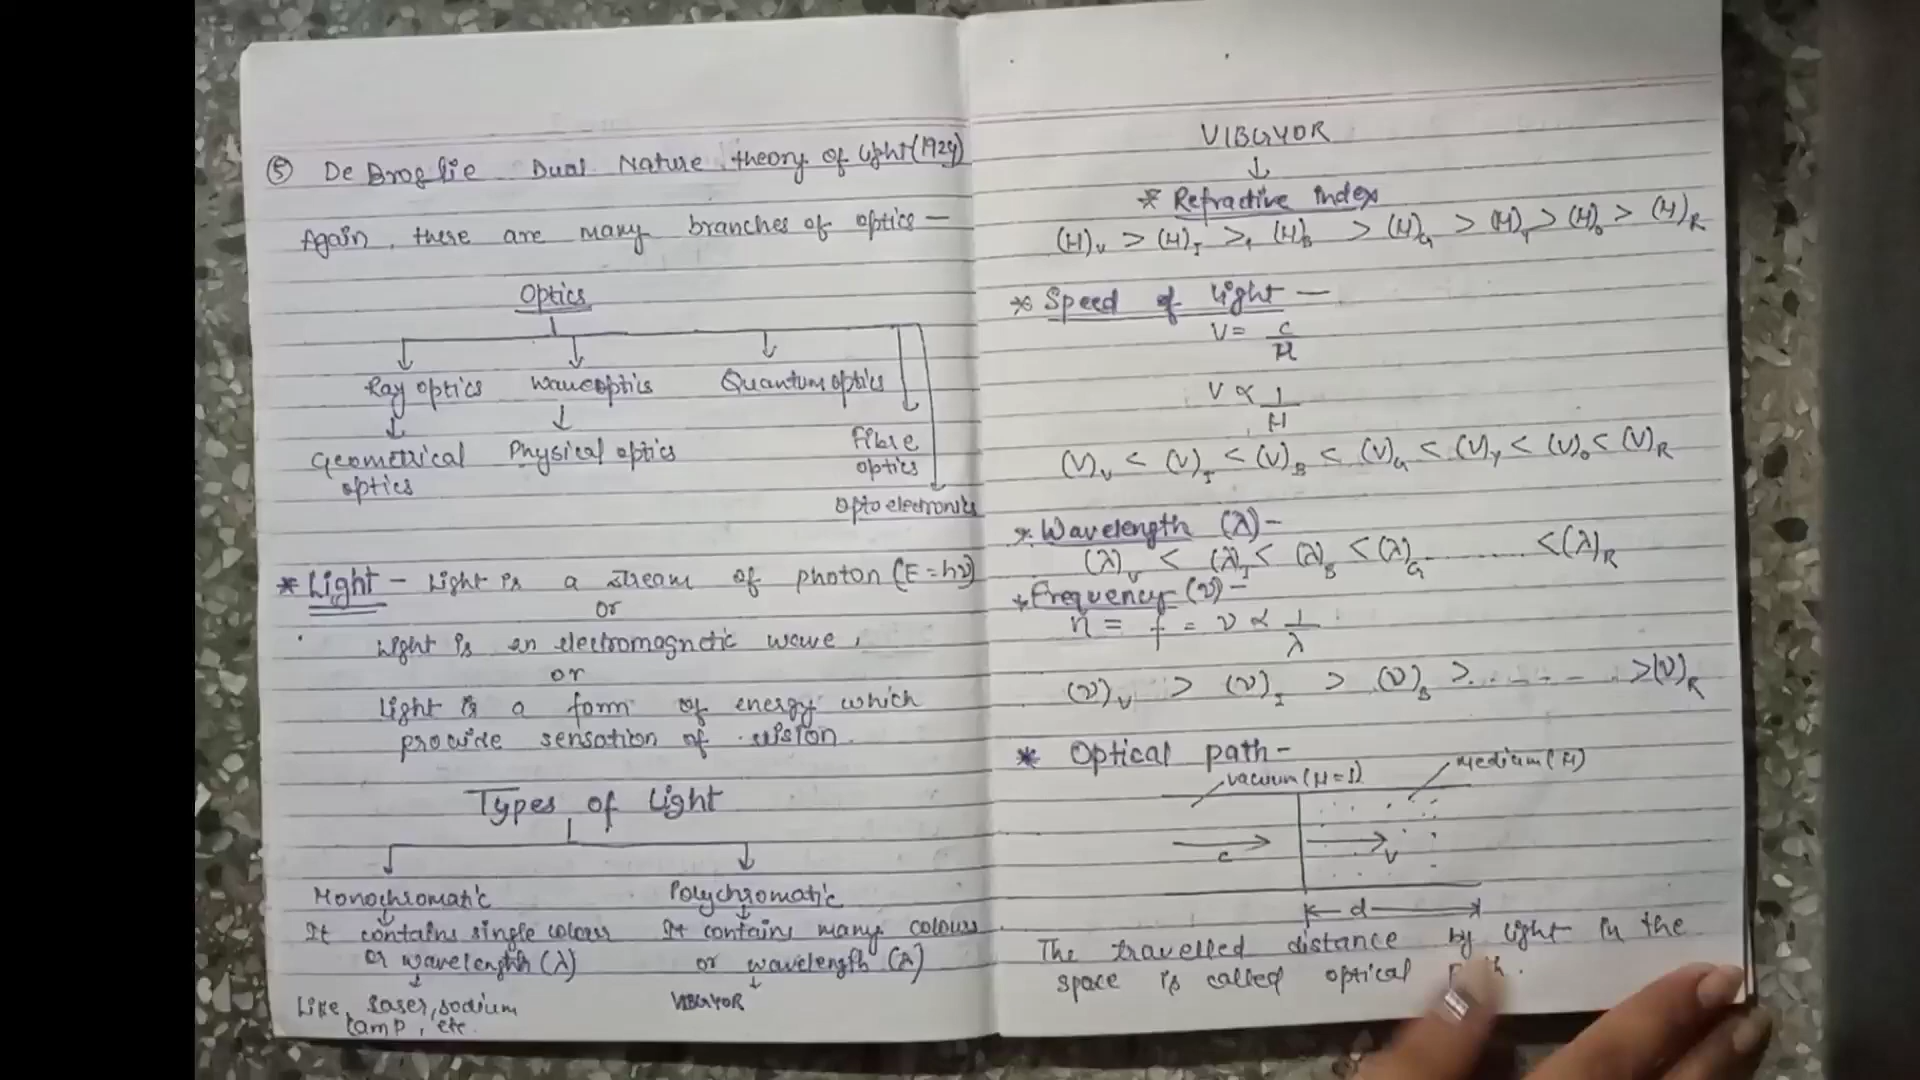 ⑤ De Broglie Dual Nature theory of light (1924)
Again, there are many branches of optics —
Optics
Ray optics Waveoptics Quantum optics
Geometrical optics Physical optics Fibre optics
Optoelectronics
* Light - Light is a stream of photon (E = hν)
or
Light is an electromagnetic wave,
or
Light is a form of energy which
provide sensation of vision.
Types of Light
Monochromatic Polychromatic
It contains single colour It contains many colours
or wavelength (λ) or wavelength (λ)
Like, Laser, sodium VIBGYOR
Lamp, etc.
VIBGYOR
* Refractive index
(μ)V > (μ)I > (μ)B > (μ)G > (μ)Y > (μ)O > (μ)R
* Speed of light —
V = c/μ
V ∝ 1/μ
(V)V < (V)I < (V)B < (V)G < (V)Y < (V)O < (V)R
* Wavelength (λ) -
(λ)V < (λ)I < (λ)B < (λ)G ........ < (λ)R
* Frequency (ν) -
n = f = ν ∝ 1/λ
(ν)V > (ν)I > (ν)B > ........ > (ν)R
* Optical path -
vacuum (μ = 1) medium (μ)
c v
d
The travelled distance by light in the
space is called optical